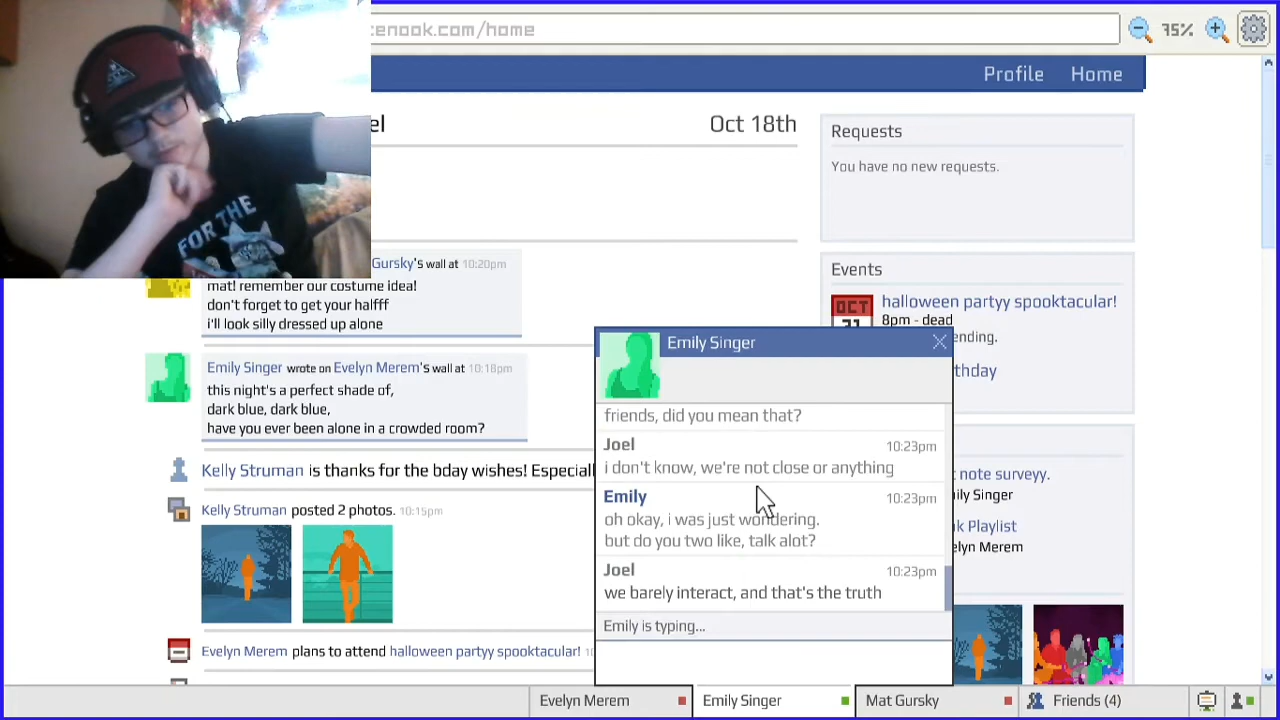 cenook.com/home
75%
Profile Home
el
Oct 18th
Requests
You have no new requests.
FOR THE
Gursky's wall at 10:20pm
mat! remember our costume idea!
don't forget to get your halfff
i'll look silly dressed up alone
Emily Singer wrote on Evelyn Merem's wall at 10:18pm
this night's a perfect shade of,
dark blue, dark blue,
have you ever been alone in a crowded room?
Kelly Struman is thanks for the bday wishes! Especial
Kelly Struman posted 2 photos. 10:15pm
Evelyn Merem plans to attend halloween partyy spooktacular! 10
Events
OCT
31
halloween partyy spooktacular!
8pm - dead
ending.
thday
Emily Singer
friends, did you mean that?
Joel 10:23pm
i don't know, we're not close or anything
Emily 10:23pm
oh okay, i was just wondering.
but do you two like, talk alot?
Joel 10:23pm
we barely interact, and that's the truth
Emily is typing...
t note surveyy.
mily Singer
k Playlist
elyn Merem
Evelyn Merem
Emily Singer
Mat Gursky
Friends (4)